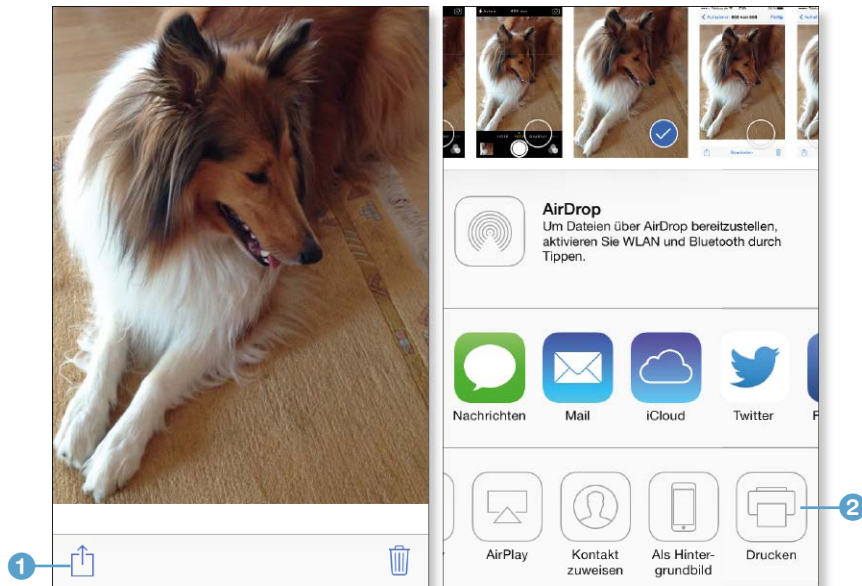 AirDrop
Um Dateien über AirDrop bereitzustellen,
aktivieren Sie WLAN und Bluetooth durch
Tippen.
Nachrichten
Mail
iCloud
Twitter
F
AirPlay
Kontakt
zuweisen
Als Hinter-
grundbild
Drucken
2
1